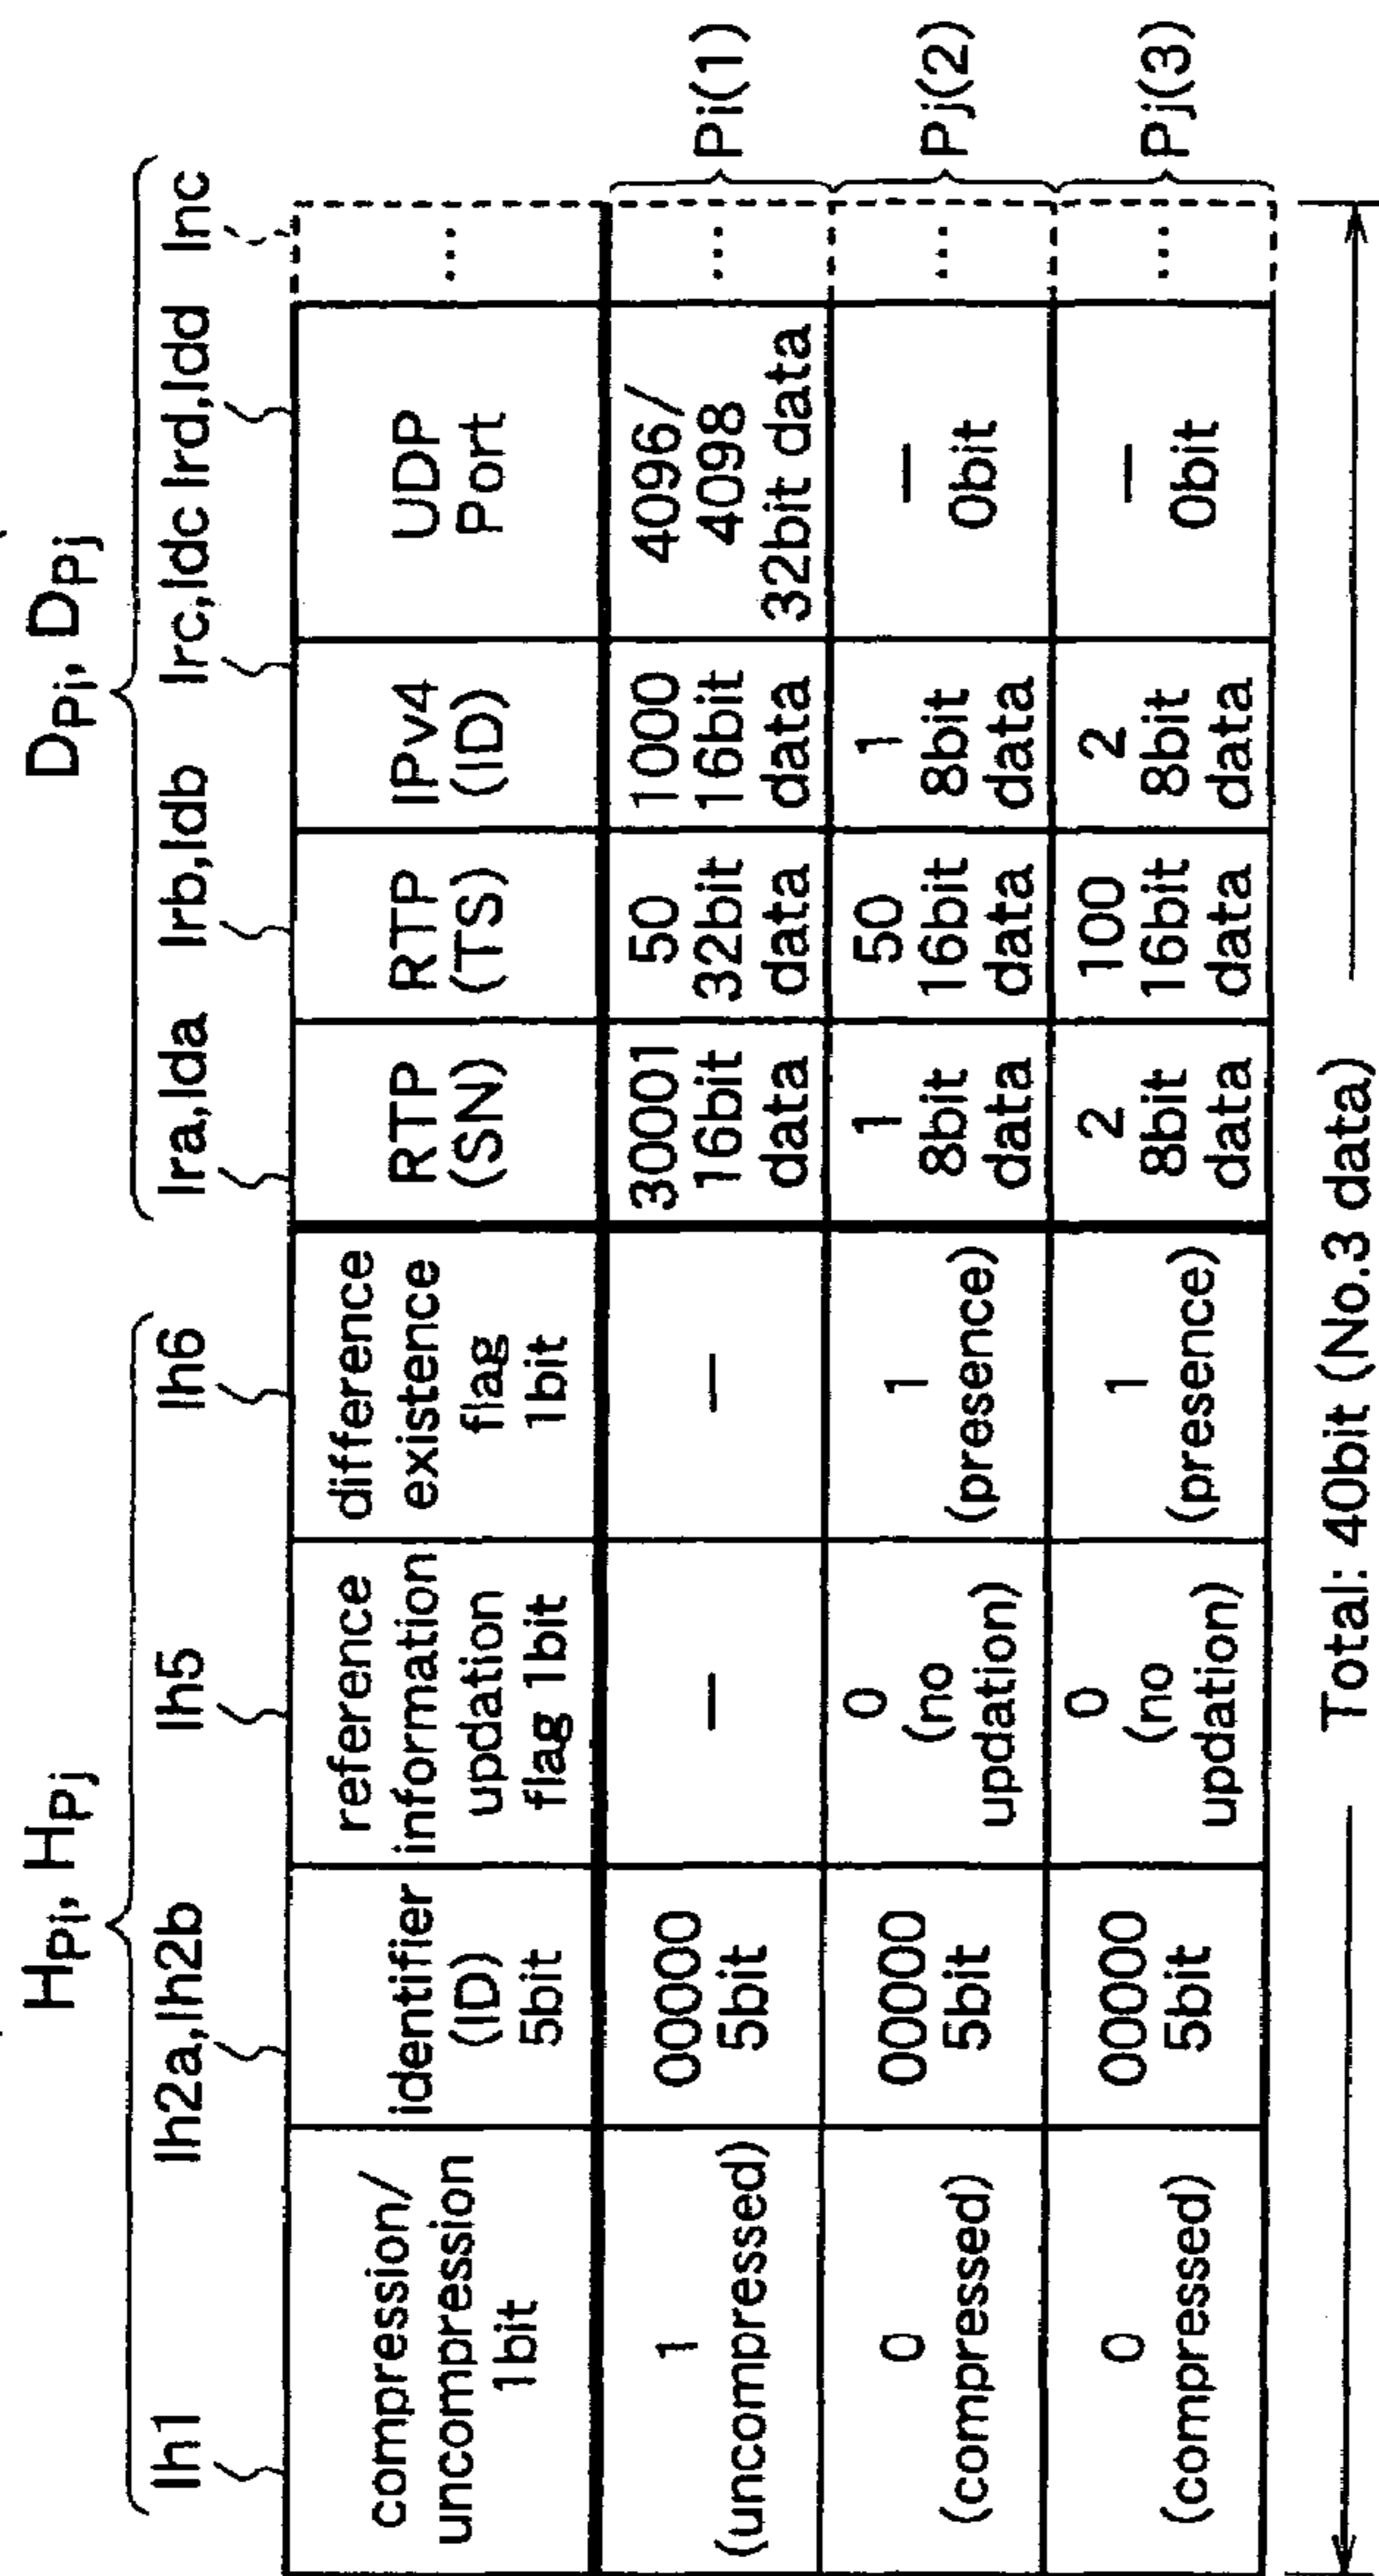 HPi, HPj
DPi, DPj
Ih1
Ih2a,Ih2b
Ih5
Ih6
Ira,Ida
Irb,Idb
Irc,Idc
Ird,Idd
Inc
compression/
uncompression
1bit
identifier
(ID)
5bit
reference
information
updation
flag 1bit
difference
existence
flag
1bit
RTP
(SN)
RTP
(TS)
IPv4
(ID)
UDP
Port
...
1
(uncompressed)
00000
5bit
—
—
30001
16bit
data
50
32bit
data
1000
16bit
data
4096/
4098
32bit data
...
Pi(1)
0
(compressed)
00000
5bit
0
(no
updation)
1
(presence)
1
8bit
data
50
16bit
data
1
8bit
data
—
0bit
...
Pj(2)
0
(compressed)
00000
5bit
0
(no
updation)
1
(presence)
2
8bit
data
100
16bit
data
2
8bit
data
—
0bit
...
Pj(3)
Total: 40bit (No.3 data)